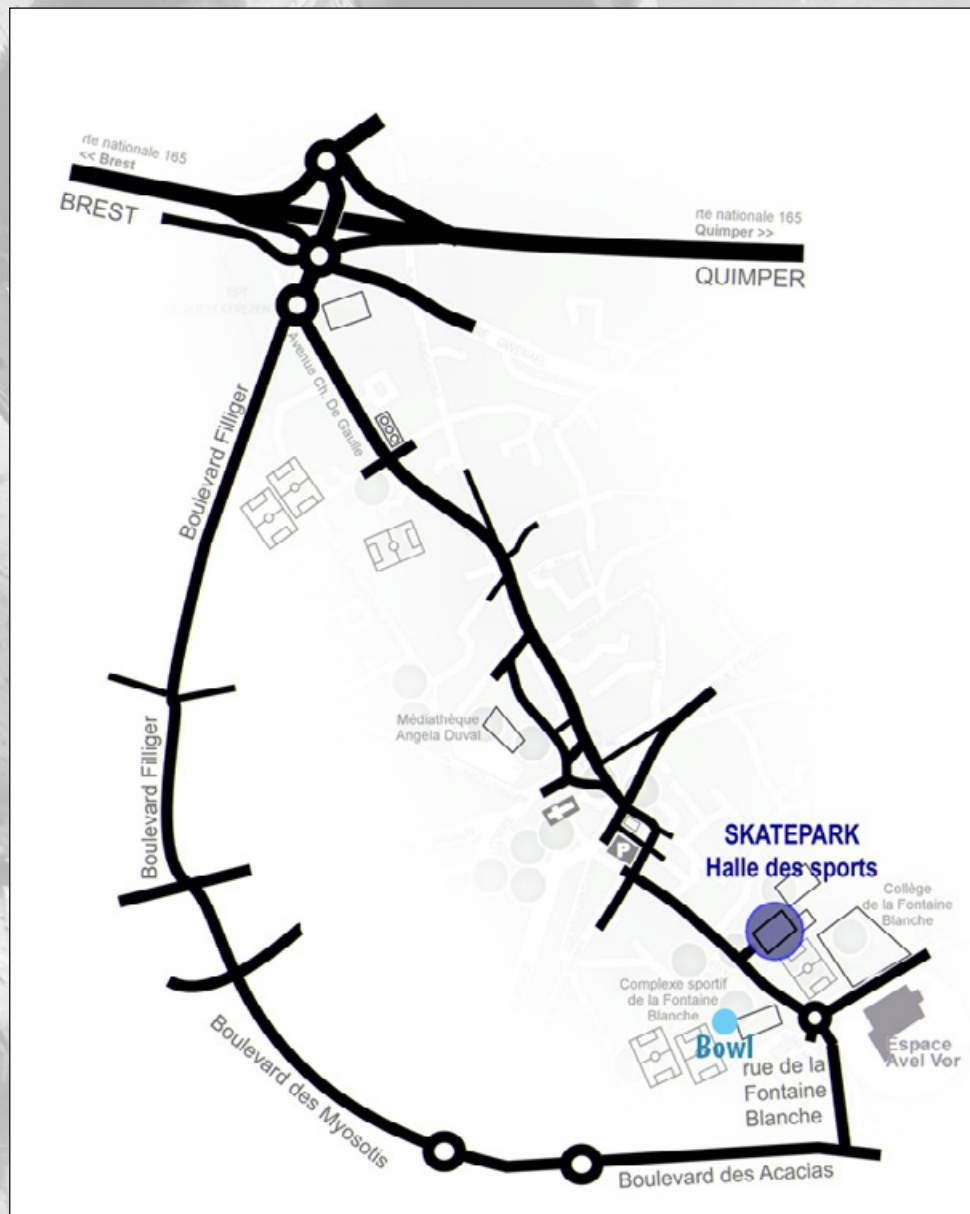 rte nationale 165
<< Brest
BREST
rte nationale 165
Quimper >>
QUIMPER
Avenue Ch. De Gaulle
Boulevard Filliger
Médiathèque
Angela Duval
Boulevard Filliger
P
SKATEPARK
Halle des sports
Collège
de la Fontaine
Blanche
Complexe sportif
de la Fontaine
Blanche
Bowl
Espace
Avel Vor
rue de la
Fontaine
Blanche
Boulevard des Myosotis
Boulevard des Acacias